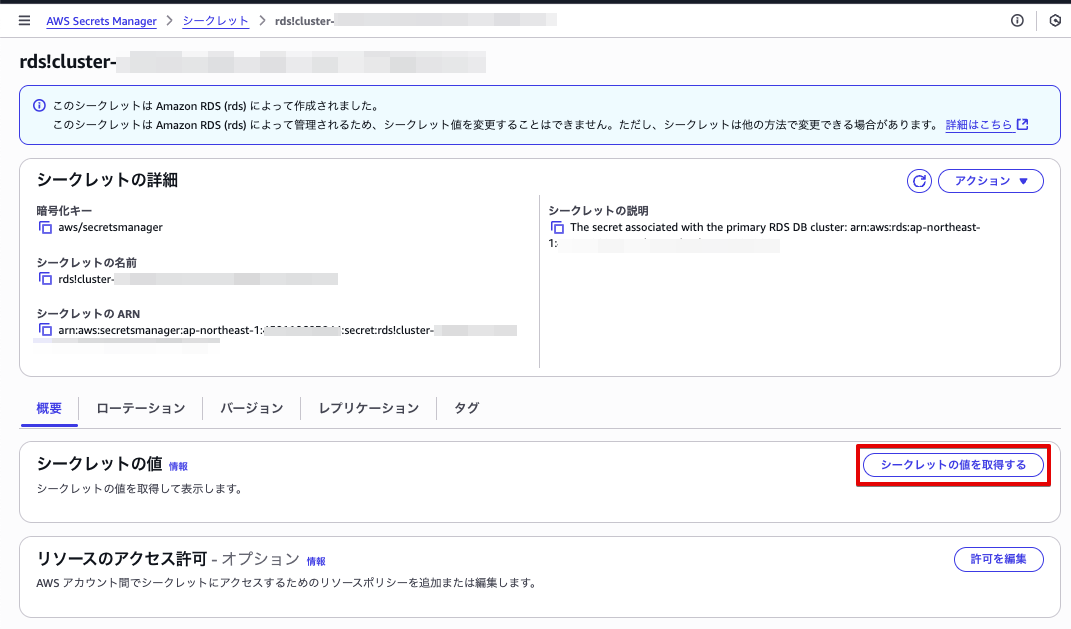 AWS Secrets Manager > シークレット > rds!cluster-
rds!cluster-
このシークレットは Amazon RDS (rds) によって作成されました。
このシークレットは Amazon RDS (rds) によって管理されるため、シークレット値を変更することはできません。ただし、シークレットは他の方法で変更できる場合があります。 詳細はこちら
シークレットの詳細
アクション ▼
暗号化キー
aws/secretsmanager
シークレットの名前
rds!cluster-
シークレットの ARN
arn:aws:secretsmanager:ap-northeast-1: :secret:rds!cluster-
シークレットの説明
The secret associated with the primary RDS DB cluster: arn:aws:rds:ap-northeast-
1:
概要 ローテーション バージョン レプリケーション タグ
シークレットの値 情報
シークレットの値を取得する
シークレットの値を取得して表示します。
リソースのアクセス許可 - オプション 情報
許可を編集
AWS アカウント間でシークレットにアクセスするためのリソースポリシーを追加または編集します。